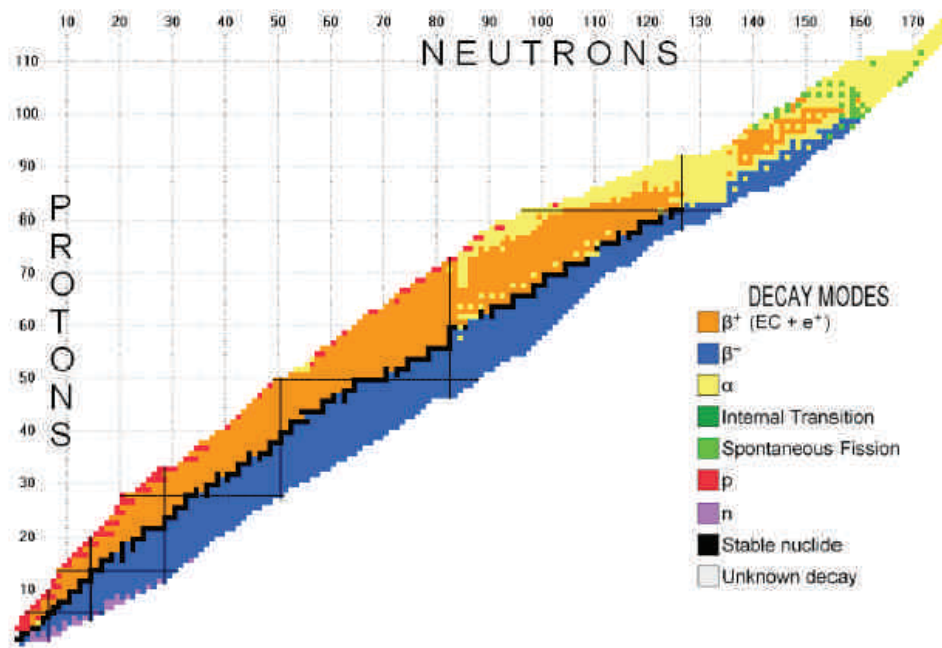 10 20 30 40 50 60 70 80 90 100 110 120 130 140 150 160 170
NEUTRONS
110
100
90
80
70
60
50
40
30
20
10
PROTONS
DECAY MODES
β⁺ (EC + e⁺)
β⁻
α
Internal Transition
Spontaneous Fission
p
n
Stable nuclide
Unknown decay